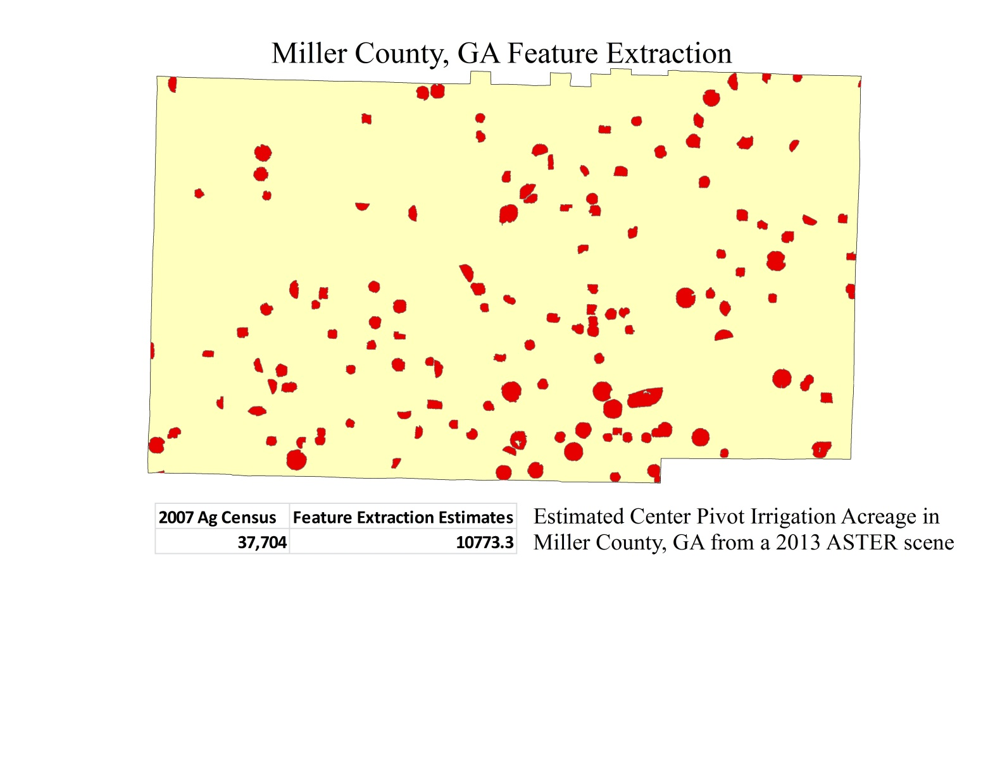 Miller County, GA Feature Extraction
2007 Ag Census Feature Extraction Estimates
37,704 10773.3
Estimated Center Pivot Irrigation Acreage in
Miller County, GA from a 2013 ASTER scene